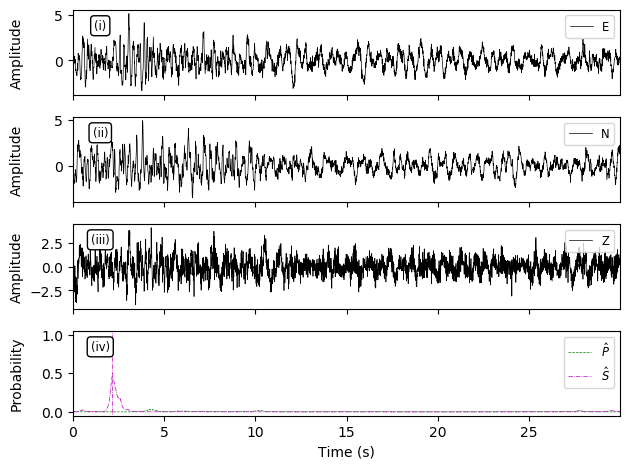 5
0
Amplitude
(i)
E
5
0
Amplitude
(ii)
N
2.5
0.0
−2.5
Amplitude
(iii)
Z
1.0
0.5
0.0
Probability
(iv)
P̂
Ŝ
0 5 10 15 20 25
Time (s)